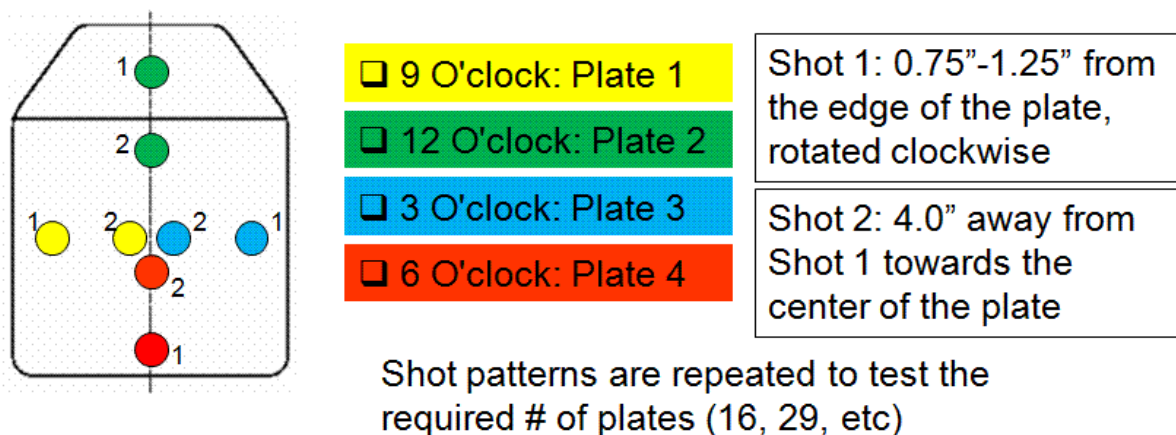 1
2
1
2
2
1
2
1
❑ 9 O'clock: Plate 1
❑ 12 O'clock: Plate 2
❑ 3 O'clock: Plate 3
❑ 6 O'clock: Plate 4
Shot 1: 0.75”-1.25” from
the edge of the plate,
rotated clockwise
Shot 2: 4.0” away from
Shot 1 towards the
center of the plate
Shot patterns are repeated to test the
required # of plates (16, 29, etc)